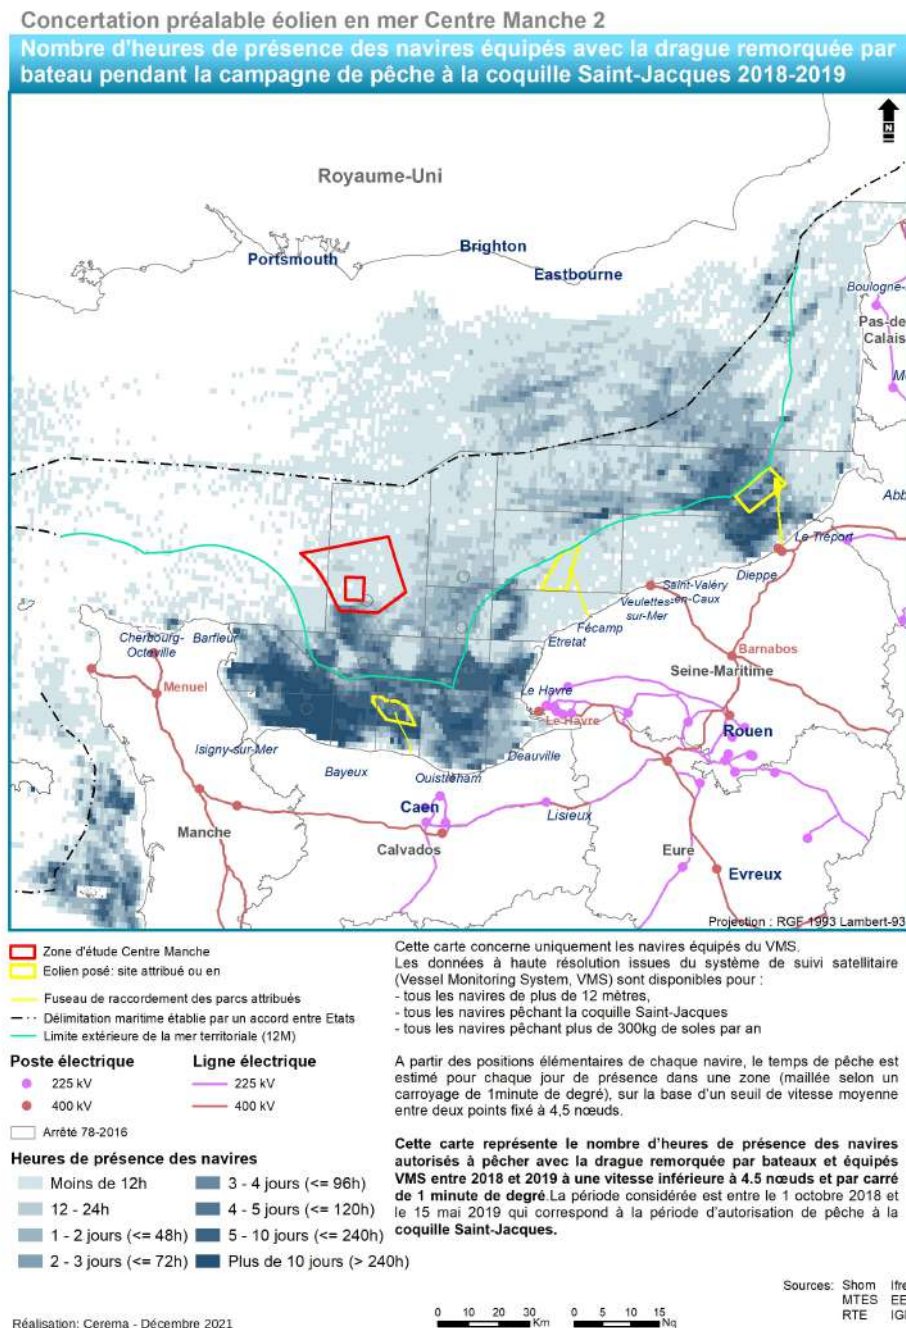 Concertation préalable éolien en mer Centre Manche 2
Nombre d'heures de présence des navires équipés avec la drague remorquée par
bateau pendant la campagne de pêche à la coquille Saint-Jacques 2018-2019
N
Royaume-Uni
Portsmouth
Brighton
Eastbourne
Boulogne-
Pas-de
Calais
Abb
Le Tréport
Dieppe
Saint-Valéry
-en-Caux
Veulettes-
sur-Mer
Fécamp
Etretat
Cherbourg-
Octeville
Barfleur
Barnabos
Seine-Maritime
Menuel
Le Havre
Le Havre
Rouen
Isigny-sur-Mer
Deauville
Bayeux
Ouistreham
Caen
Lisieux
Manche
Calvados
Eure
Evreux
Projection : RGF 1993 Lambert-93
Zone d'étude Centre Manche
Eolien posé: site attribué ou en
Fuseau de raccordement des parcs attribués
Délimitation maritime établie par un accord entre Etats
Limite extérieure de la mer territoriale (12M)
Poste électrique
225 kV
400 kV
Ligne électrique
225 kV
400 kV
Arrêté 78-2016
Heures de présence des navires
Moins de 12h
12 - 24h
1 - 2 jours (<= 48h)
2 - 3 jours (<= 72h)
3 - 4 jours (<= 96h)
4 - 5 jours (<= 120h)
5 - 10 jours (<= 240h)
Plus de 10 jours (> 240h)
Cette carte concerne uniquement les navires équipés du VMS.
Les données à haute résolution issues du système de suivi satellitaire
(Vessel Monitoring System, VMS) sont disponibles pour :
- tous les navires de plus de 12 mètres,
- tous les navires pêchant la coquille Saint-Jacques
- tous les navires pêchant plus de 300kg de soles par an
A partir des positions élémentaires de chaque navire, le temps de pêche est
estimé pour chaque jour de présence dans une zone (maillée selon un
carroyage de 1minute de degré), sur la base d'un seuil de vitesse moyenne
entre deux points fixé à 4,5 nœuds.
Cette carte représente le nombre d'heures de présence des navires
autorisés à pêcher avec la drague remorquée par bateaux et équipés
VMS entre 2018 et 2019 à une vitesse inférieure à 4.5 nœuds et par carré
de 1 minute de degré.La période considérée est entre le 1 octobre 2018 et
le 15 mai 2019 qui correspond à la période d'autorisation de pêche à la
coquille Saint-Jacques.
Sources: Shom Ifre
MTES EE
RTE IGI
Réalisation: Cerema - Décembre 2021
0 10 20 30
Km
0 5 10 15
Nq